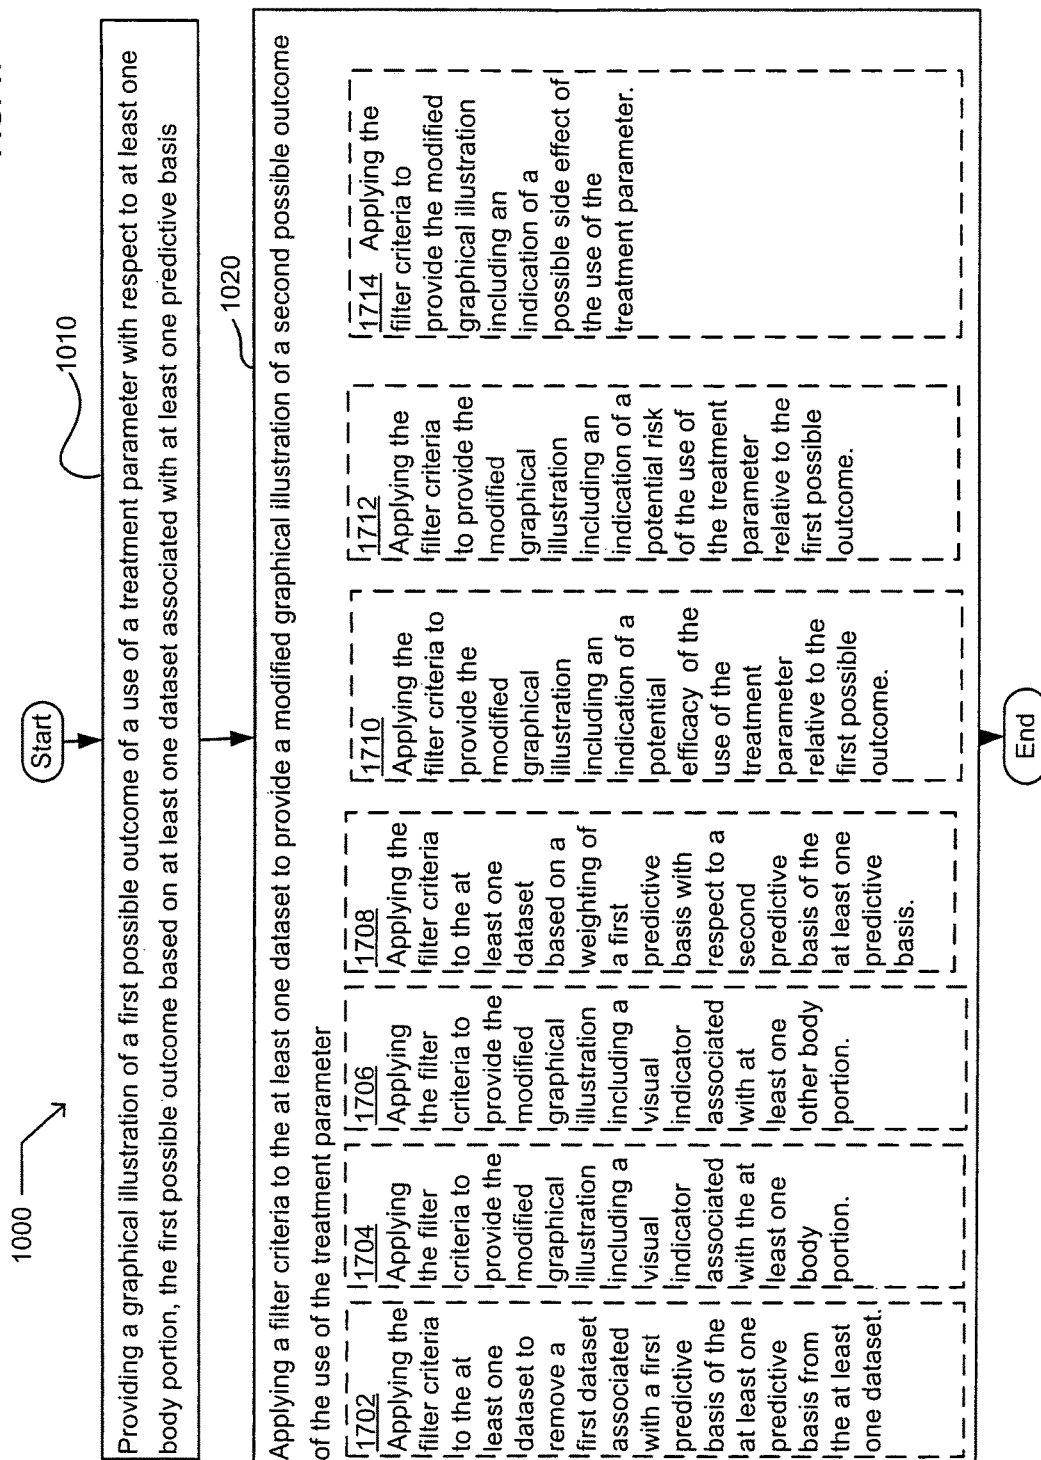 1000
Start
1010
Providing a graphical illustration of a first possible outcome of a use of a treatment parameter with respect to at least one
body portion, the first possible outcome based on at least one dataset associated with at least one predictive basis
1020
Applying a filter criteria to the at least one dataset to provide a modified graphical illustration of a second possible outcome
of the use of the treatment parameter
1702
Applying the
filter criteria
to the at
least one
dataset to
remove a
first dataset
associated
with a first
predictive
basis of the
at least one
predictive
basis from
the at least
one dataset.
1704
Applying
the filter
criteria to
provide the
modified
graphical
illustration
including a
visual
indicator
associated
with the at
least one
body
portion.
1706
Applying
the filter
criteria to
provide the
modified
graphical
illustration
including a
visual
indicator
associated
with at
least one
other body
portion.
1708
Applying the
filter criteria
to the at
least one
dataset
based on a
weighting of
a first
predictive
basis with
respect to a
second
predictive
basis of the
at least one
predictive
basis.
1710
Applying the
filter criteria to
provide the
modified
graphical
illustration
including an
indication of a
potential
efficacy of the
use of the
treatment
parameter
relative to the
first possible
outcome.
1712
Applying the
filter criteria
to provide the
modified
graphical
illustration
including an
indication of a
potential risk
of the use of
the treatment
parameter
relative to the
first possible
outcome.
1714 Applying the
filter criteria to
provide the modified
graphical illustration
including an
indication of a
possible side effect of
the use of the
treatment parameter.
End